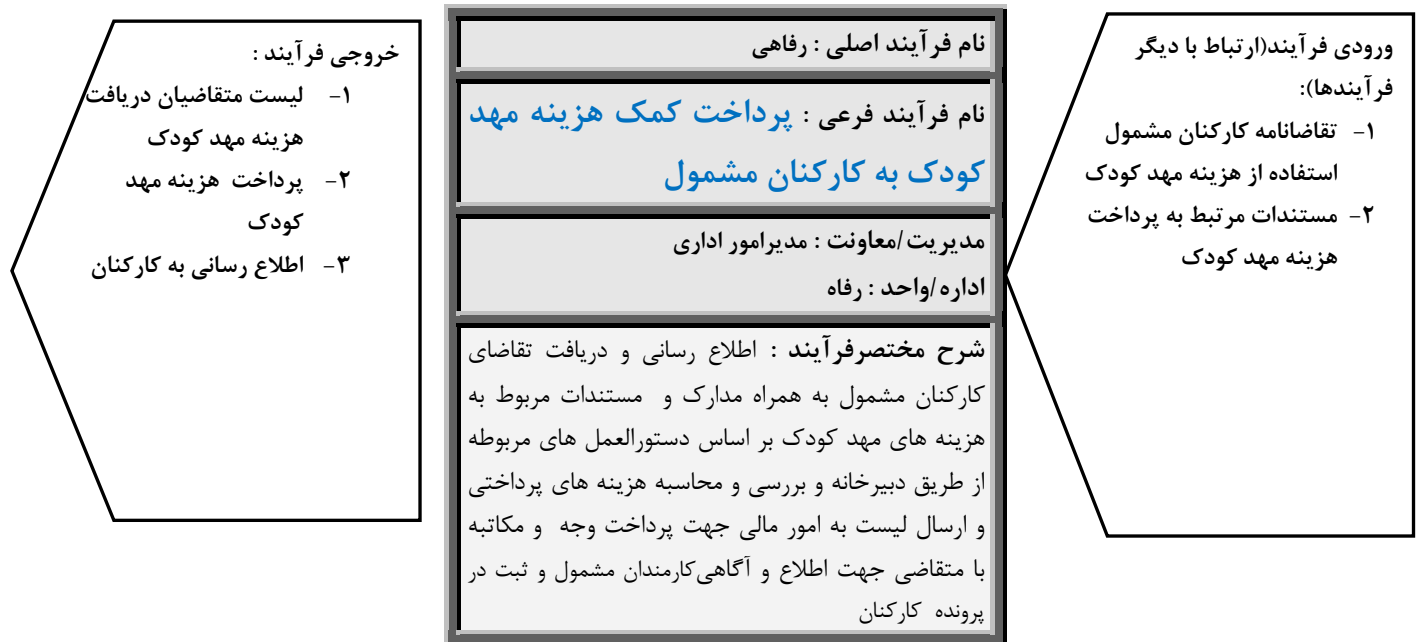 ورودی فرآیند(ارتباط با دیگر
فرآیندها):
۱- تقاضانامه کارکنان مشمول
استفاده از هزینه مهد کودک
۲- مستندات مرتبط به پرداخت
هزینه مهد کودک
نام فرآیند اصلی : رفاهی
نام فرآیند فرعی : پرداخت کمک هزینه مهد
کودک به کارکنان مشمول
مدیریت/معاونت : مدیرامور اداری
اداره/واحد : رفاه
شرح مختصرفرآیند : اطلاع رسانی و دریافت تقاضای
کارکنان مشمول به همراه مدارک و مستندات مربوط به
هزینه های مهد کودک بر اساس دستورالعمل های مربوطه
از طریق دبیرخانه و بررسی و محاسبه هزینه های پرداختی
و ارسال لیست به امور مالی جهت پرداخت وجه و مکاتبه
با متقاضی جهت اطلاع و آگاهی‌کارمندان مشمول و ثبت در
پرونده کارکنان
خروجی فرآیند :
۱- لیست متقاضیان دریافت
هزینه مهد کودک
۲- پرداخت هزینه مهد
کودک
۳- اطلاع رسانی به کارکنان